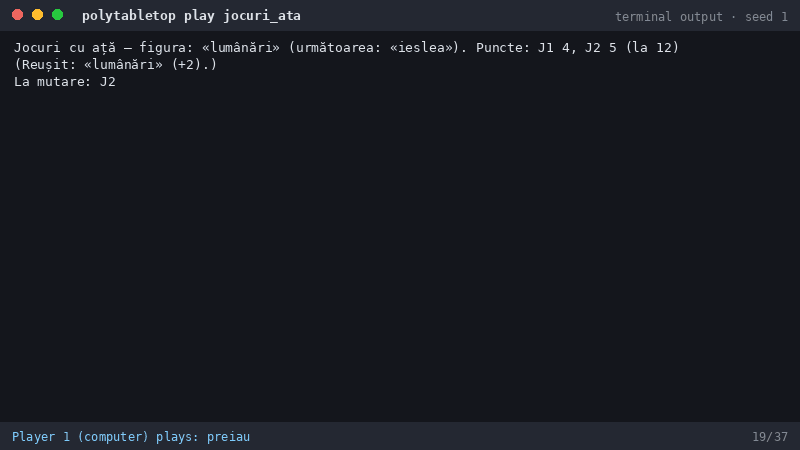 polytabletop play jocuri_ata
terminal output · seed 1
Jocuri cu ață — figura: «lumânări» (următoarea: «ieslea»). Puncte: J1 4, J2 5 (la 12)
(Reușit: «lumânări» (+2).)
La mutare: J2
Player 1 (computer) plays: preiau
19/37